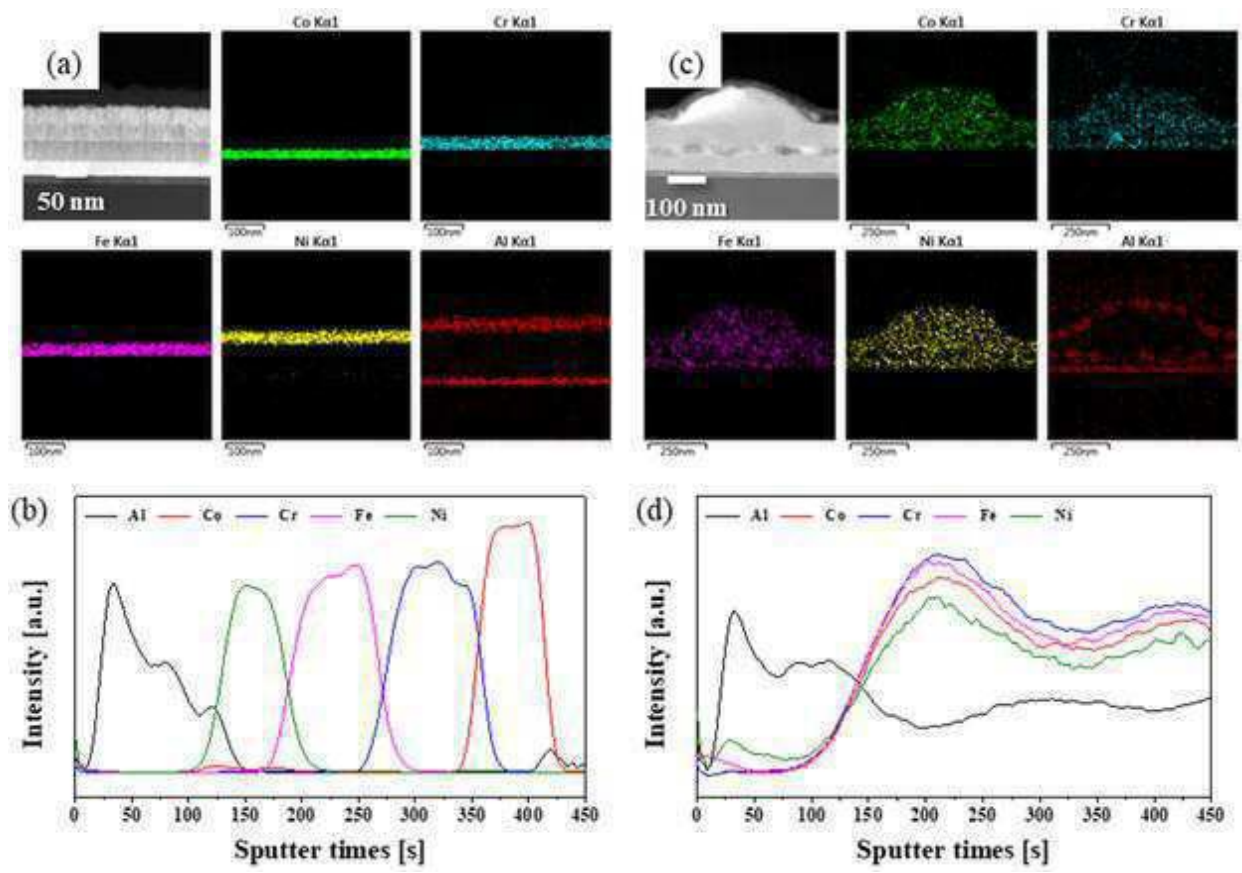 (a)
Co Kα1
Cr Kα1
50 nm
100nm
100nm
Fe Kα1
Ni Kα1
Al Kα1
100nm
100nm
100nm
(c)
Co Kα1
Cr Kα1
100 nm
250nm
250nm
Fe Kα1
Ni Kα1
Al Kα1
250nm
250nm
250nm
(b)
Al Co Cr Fe Ni
Intensity [a.u.]
0 50 100 150 200 250 300 350 400 450
Sputter times [s]
(d)
Al Co Cr Fe Ni
Intensity [a.u.]
0 50 100 150 200 250 300 350 400 450
Sputter times [s]